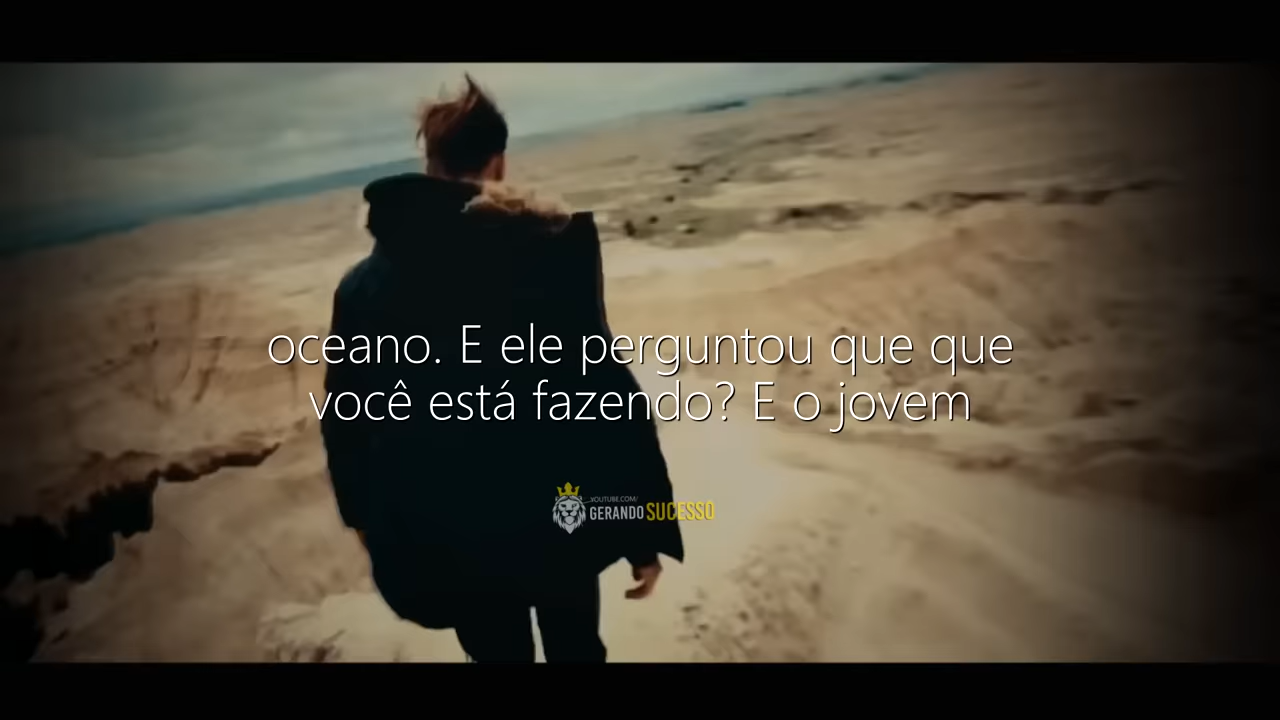 oceano. E ele perguntou que que
você está fazendo? E o jovem
YOUTUBE.COM/
GERANDO SUCESSO